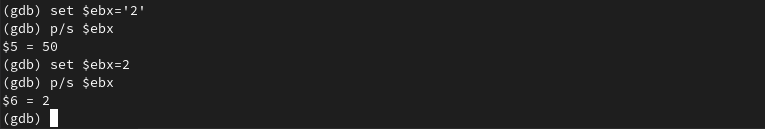 (gdb) set $ebx='2'
(gdb) p/s $ebx
$5 = 50
(gdb) set $ebx=2
(gdb) p/s $ebx
$6 = 2
(gdb)